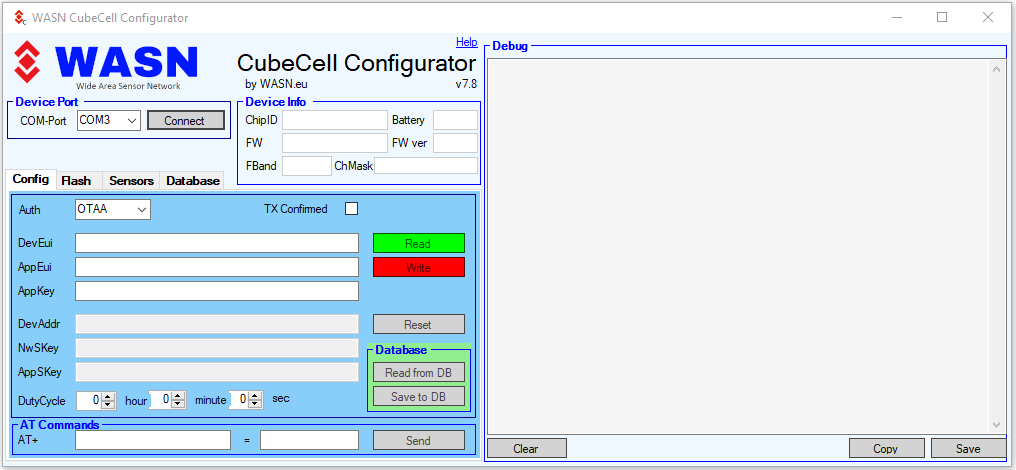 WASN CubeCell Configurator
WASN
Wide Area Sensor Network
Help
CubeCell Configurator
by WASN.eu
v7.8
Device Port
COM-Port
COM3
Connect
Device Info
ChipID
Battery
FW
FW ver
FBand
ChMask
Config
Flash
Sensors
Database
Auth
OTAA
TX Confirmed
DevEui
Read
AppEui
Write
AppKey
DevAddr
Reset
NwSKey
Database
AppSKey
Read from DB
Save to DB
DutyCycle
0
hour
0
minute
0
sec
AT Commands
AT+
=
Send
Debug
Clear
Copy
Save